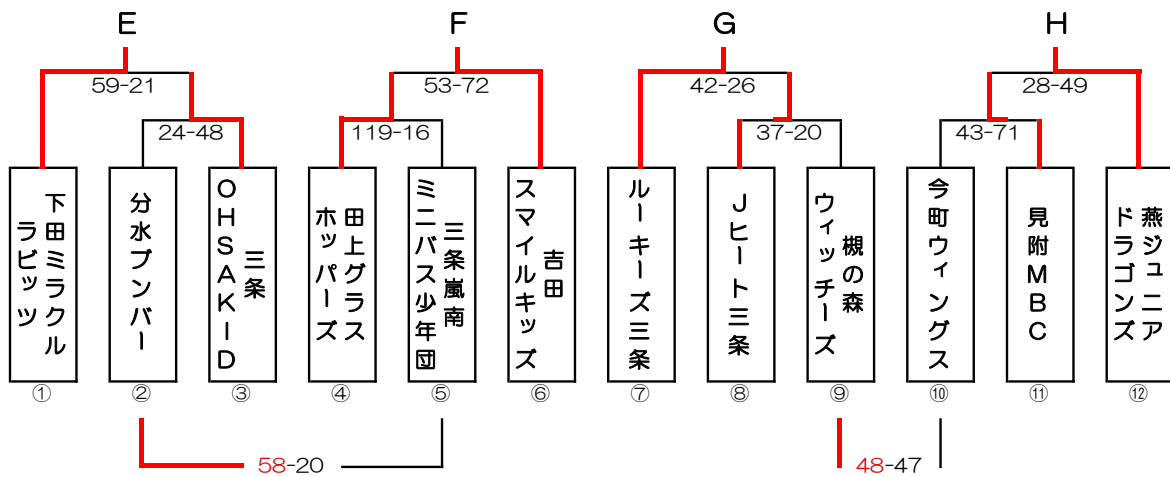 E
F
G
H
59-21
53-72
42-26
28-49
24-48
119-16
37-20
43-71
下田ミラクル
ラビッツ
分水ブンバー
三条
OHSAKID
田上グラス
ホッパーズ
三条嵐南
ミニバス少年団
吉田
スマイルキッズ
ルーキーズ三条
Jヒート三条
槻の森
ウィッチーズ
今町ウィングス
見附MBC
燕ジュニア
ドラゴンズ
①
②
③
④
⑤
⑥
⑦
⑧
⑨
⑩
⑪
⑫
58-20
48-47